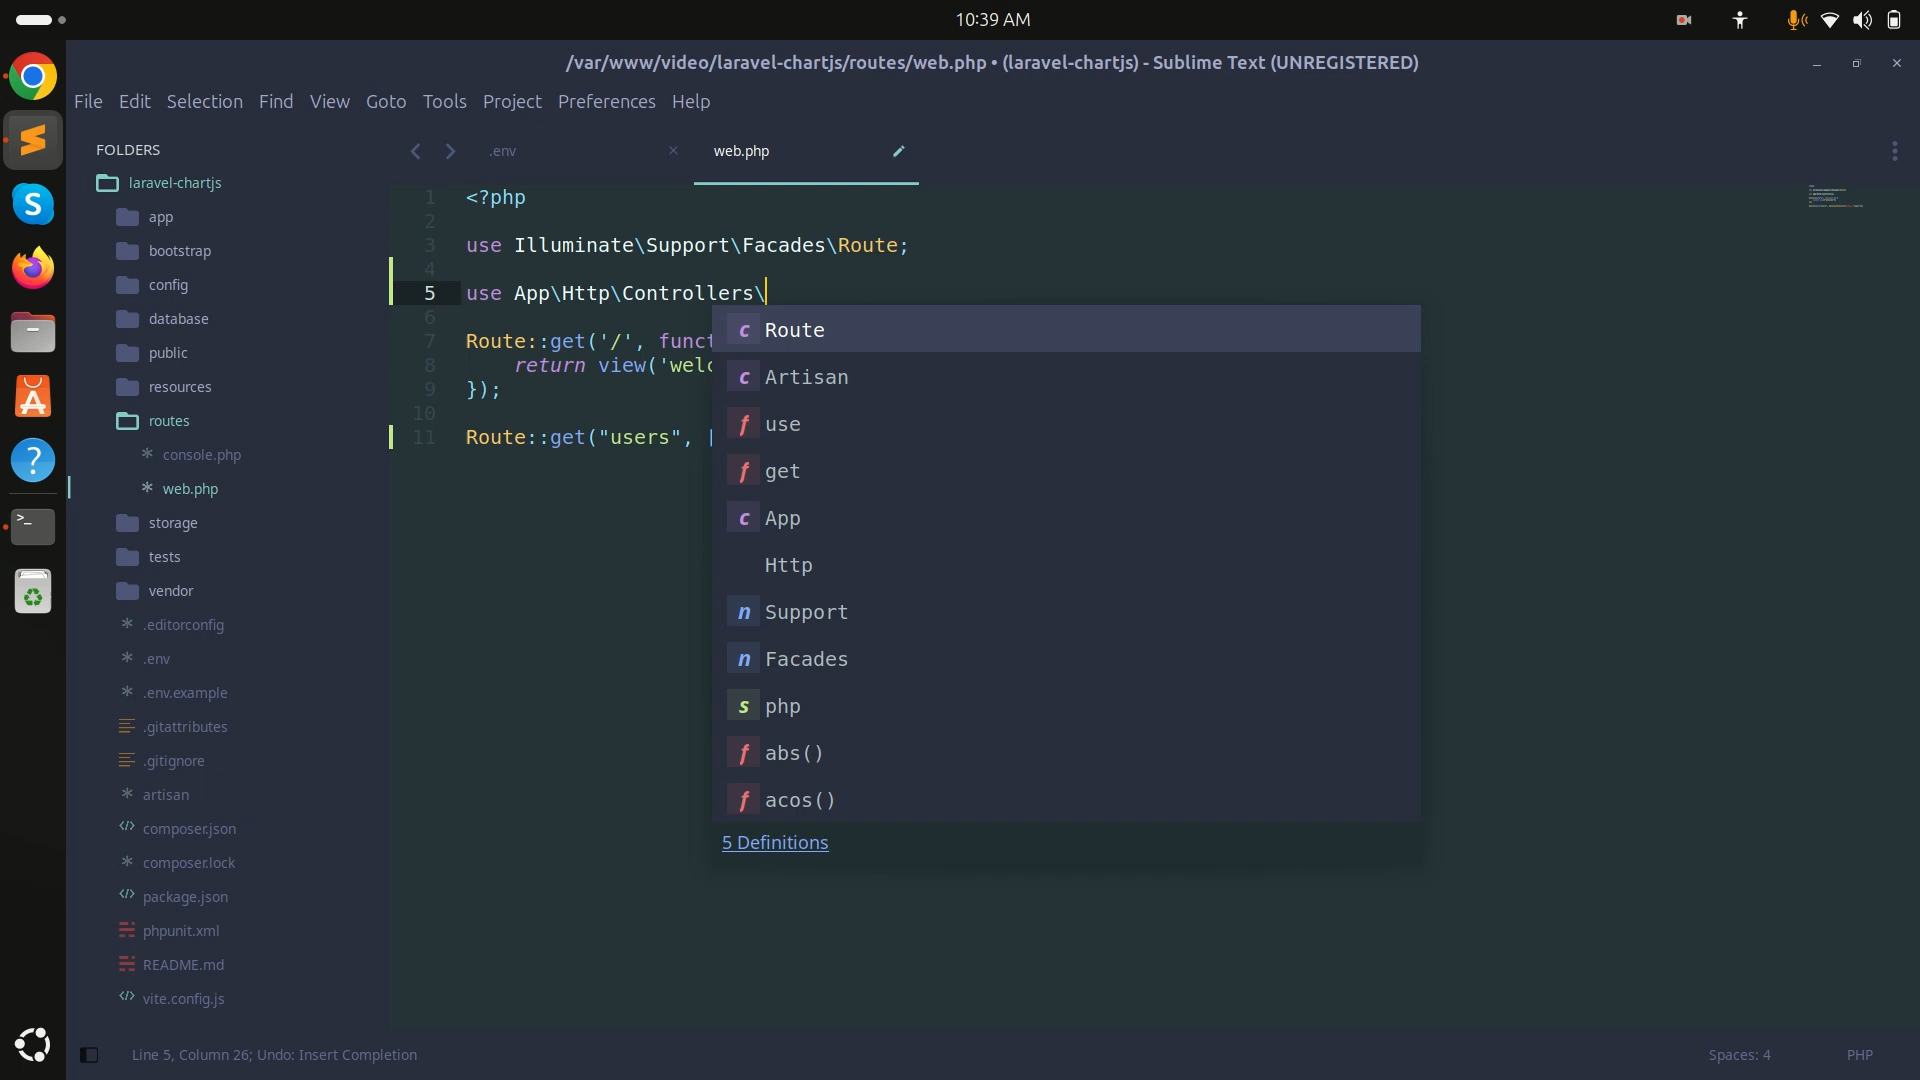 10:39 AM
/var/www/video/laravel-chartjs/routes/web.php • (laravel-chartjs) - Sublime Text (UNREGISTERED)
File Edit Selection Find View Goto Tools Project Preferences Help
FOLDERS
laravel-chartjs
app
bootstrap
config
database
public
resources
routes
console.php
web.php
storage
tests
vendor
.editorconfig
.env
.env.example
.gitattributes
.gitignore
artisan
composer.json
composer.lock
package.json
phpunit.xml
README.md
vite.config.js
.env
web.php
1 <?php
2
3 use Illuminate\Support\Facades\Route;
4
5 use App\Http\Controllers\
6
7 Route::get('/', funct
8 return view('welc
9 });
10
11 Route::get("users", [
c Route
c Artisan
f use
f get
c App
Http
n Support
n Facades
s php
f abs()
f acos()
5 Definitions
Line 5, Column 26; Undo: Insert Completion
Spaces: 4
PHP